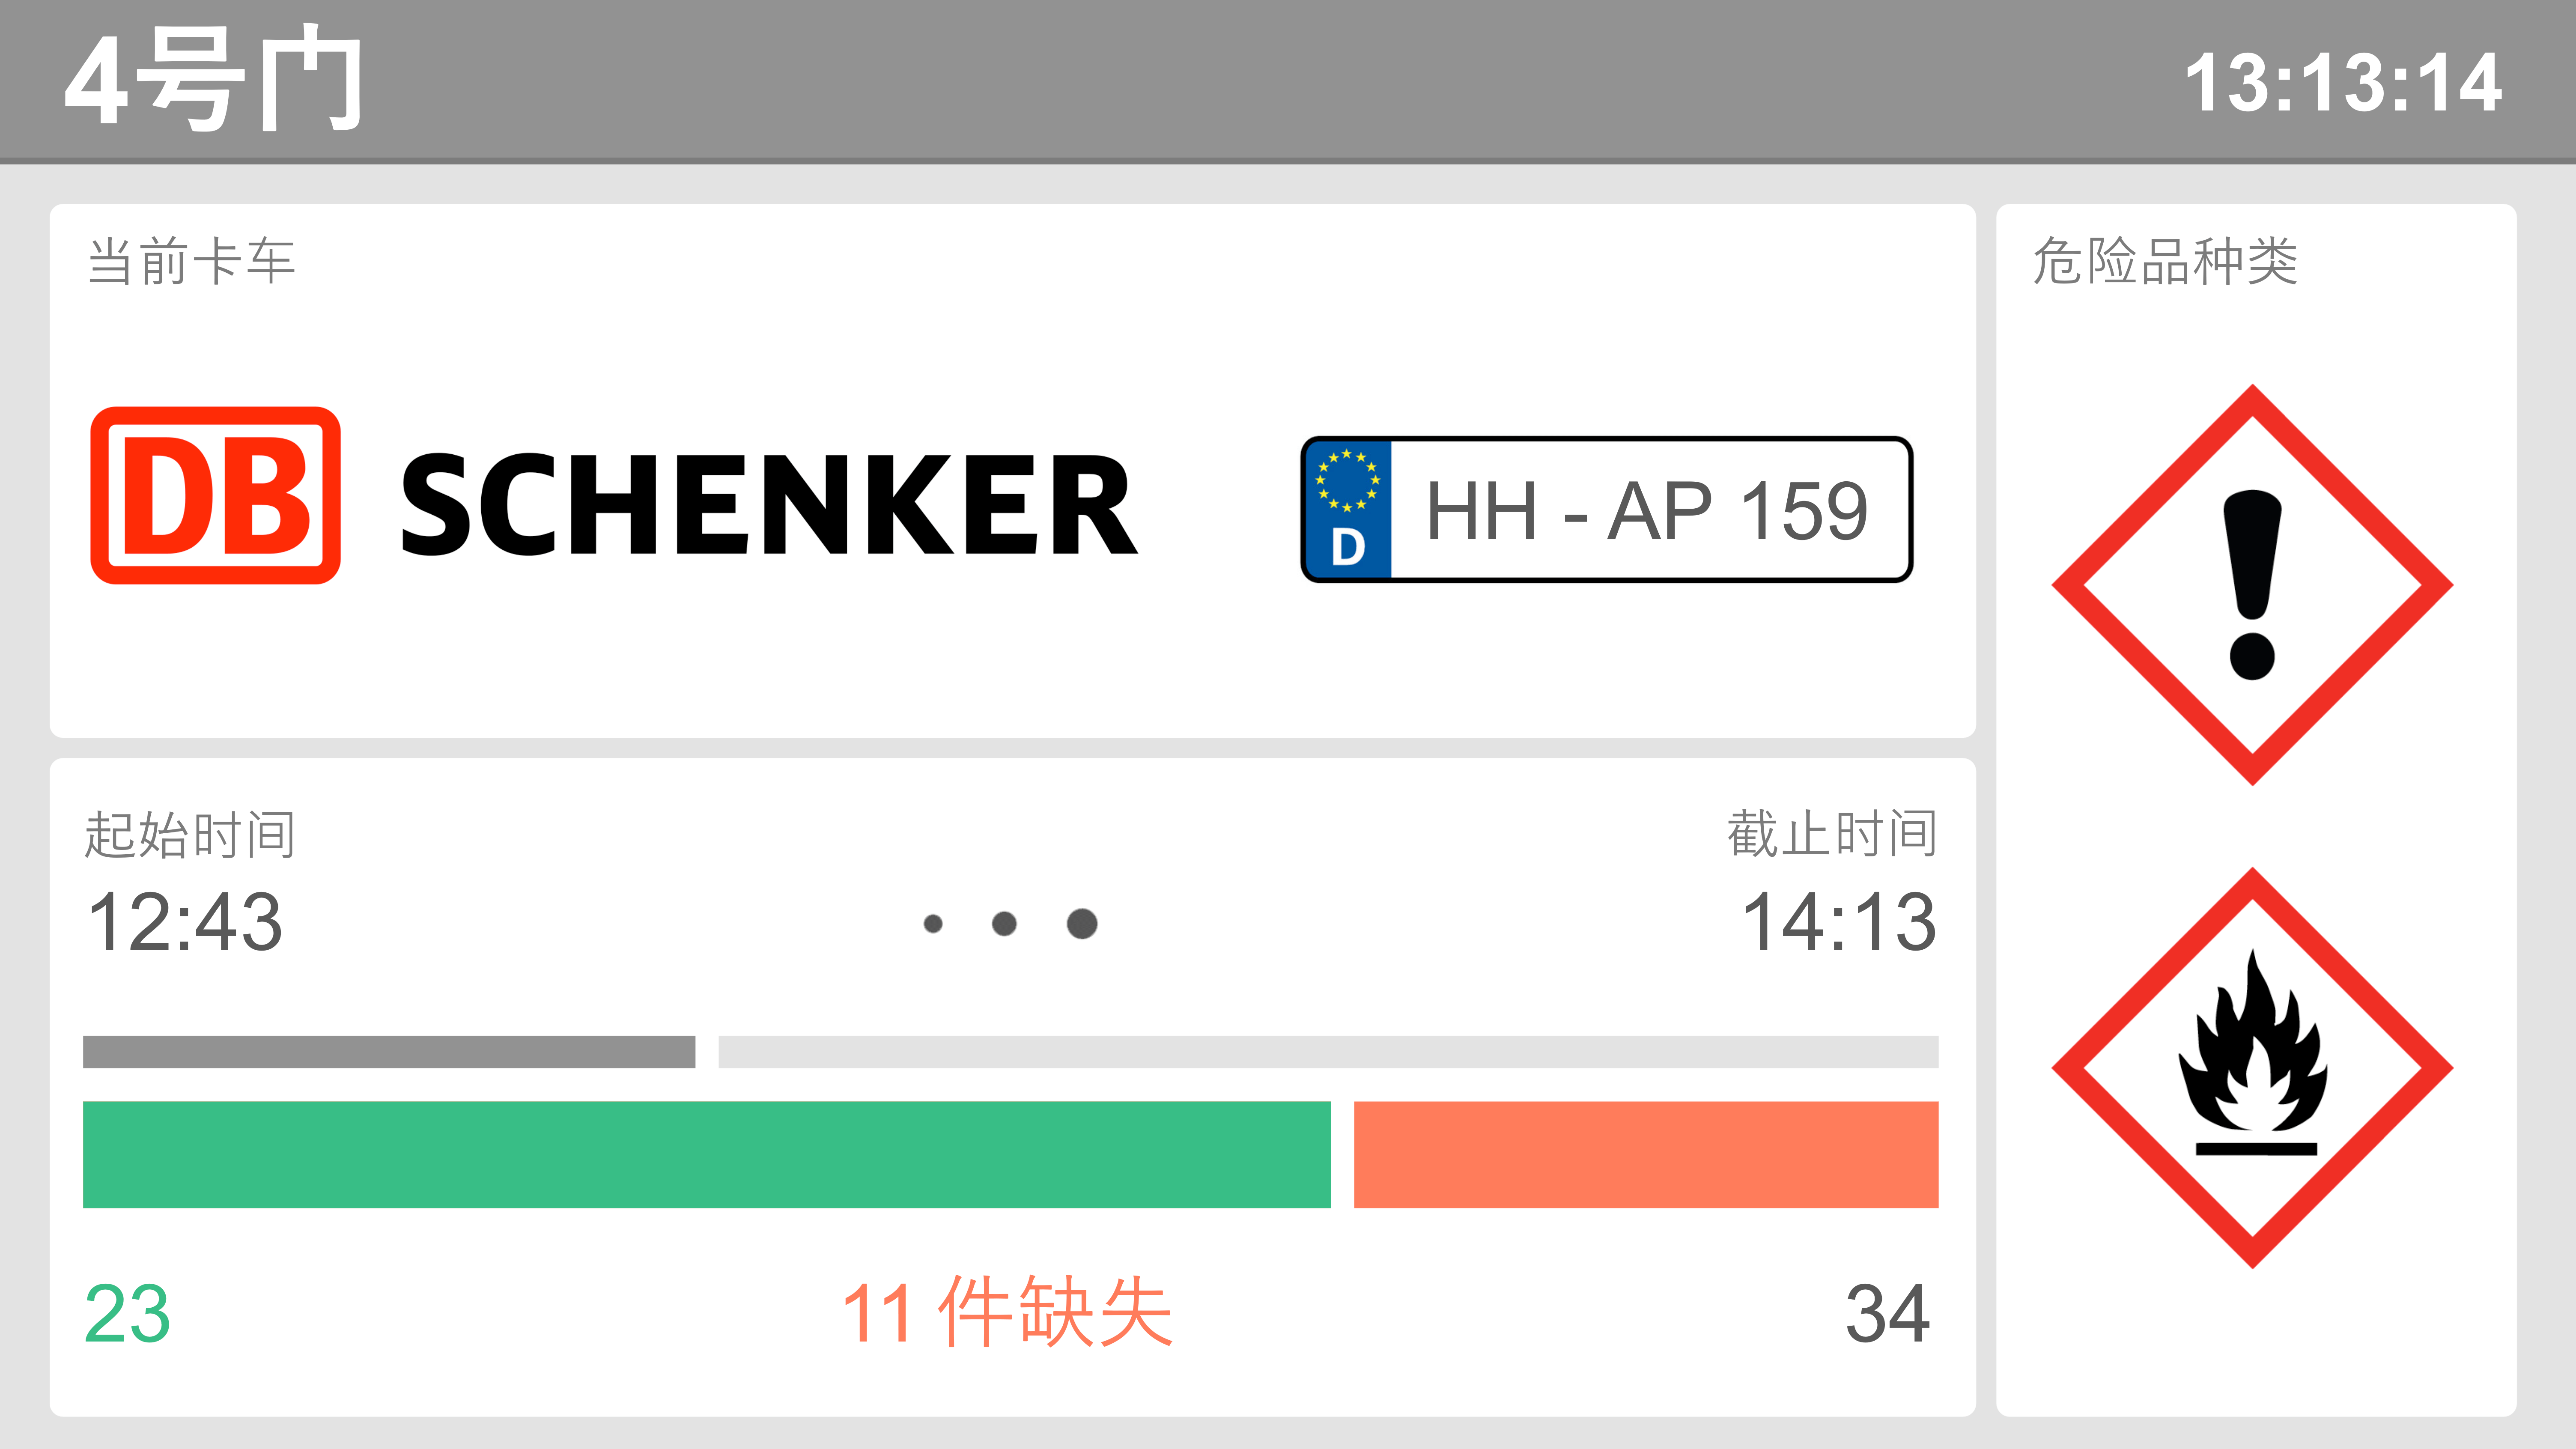 4号门
13:13:14
当前卡车
DB SCHENKER
D HH - AP 159
危险品种类
起始时间
截止时间
12:43
14:13
23
11 件缺失
34